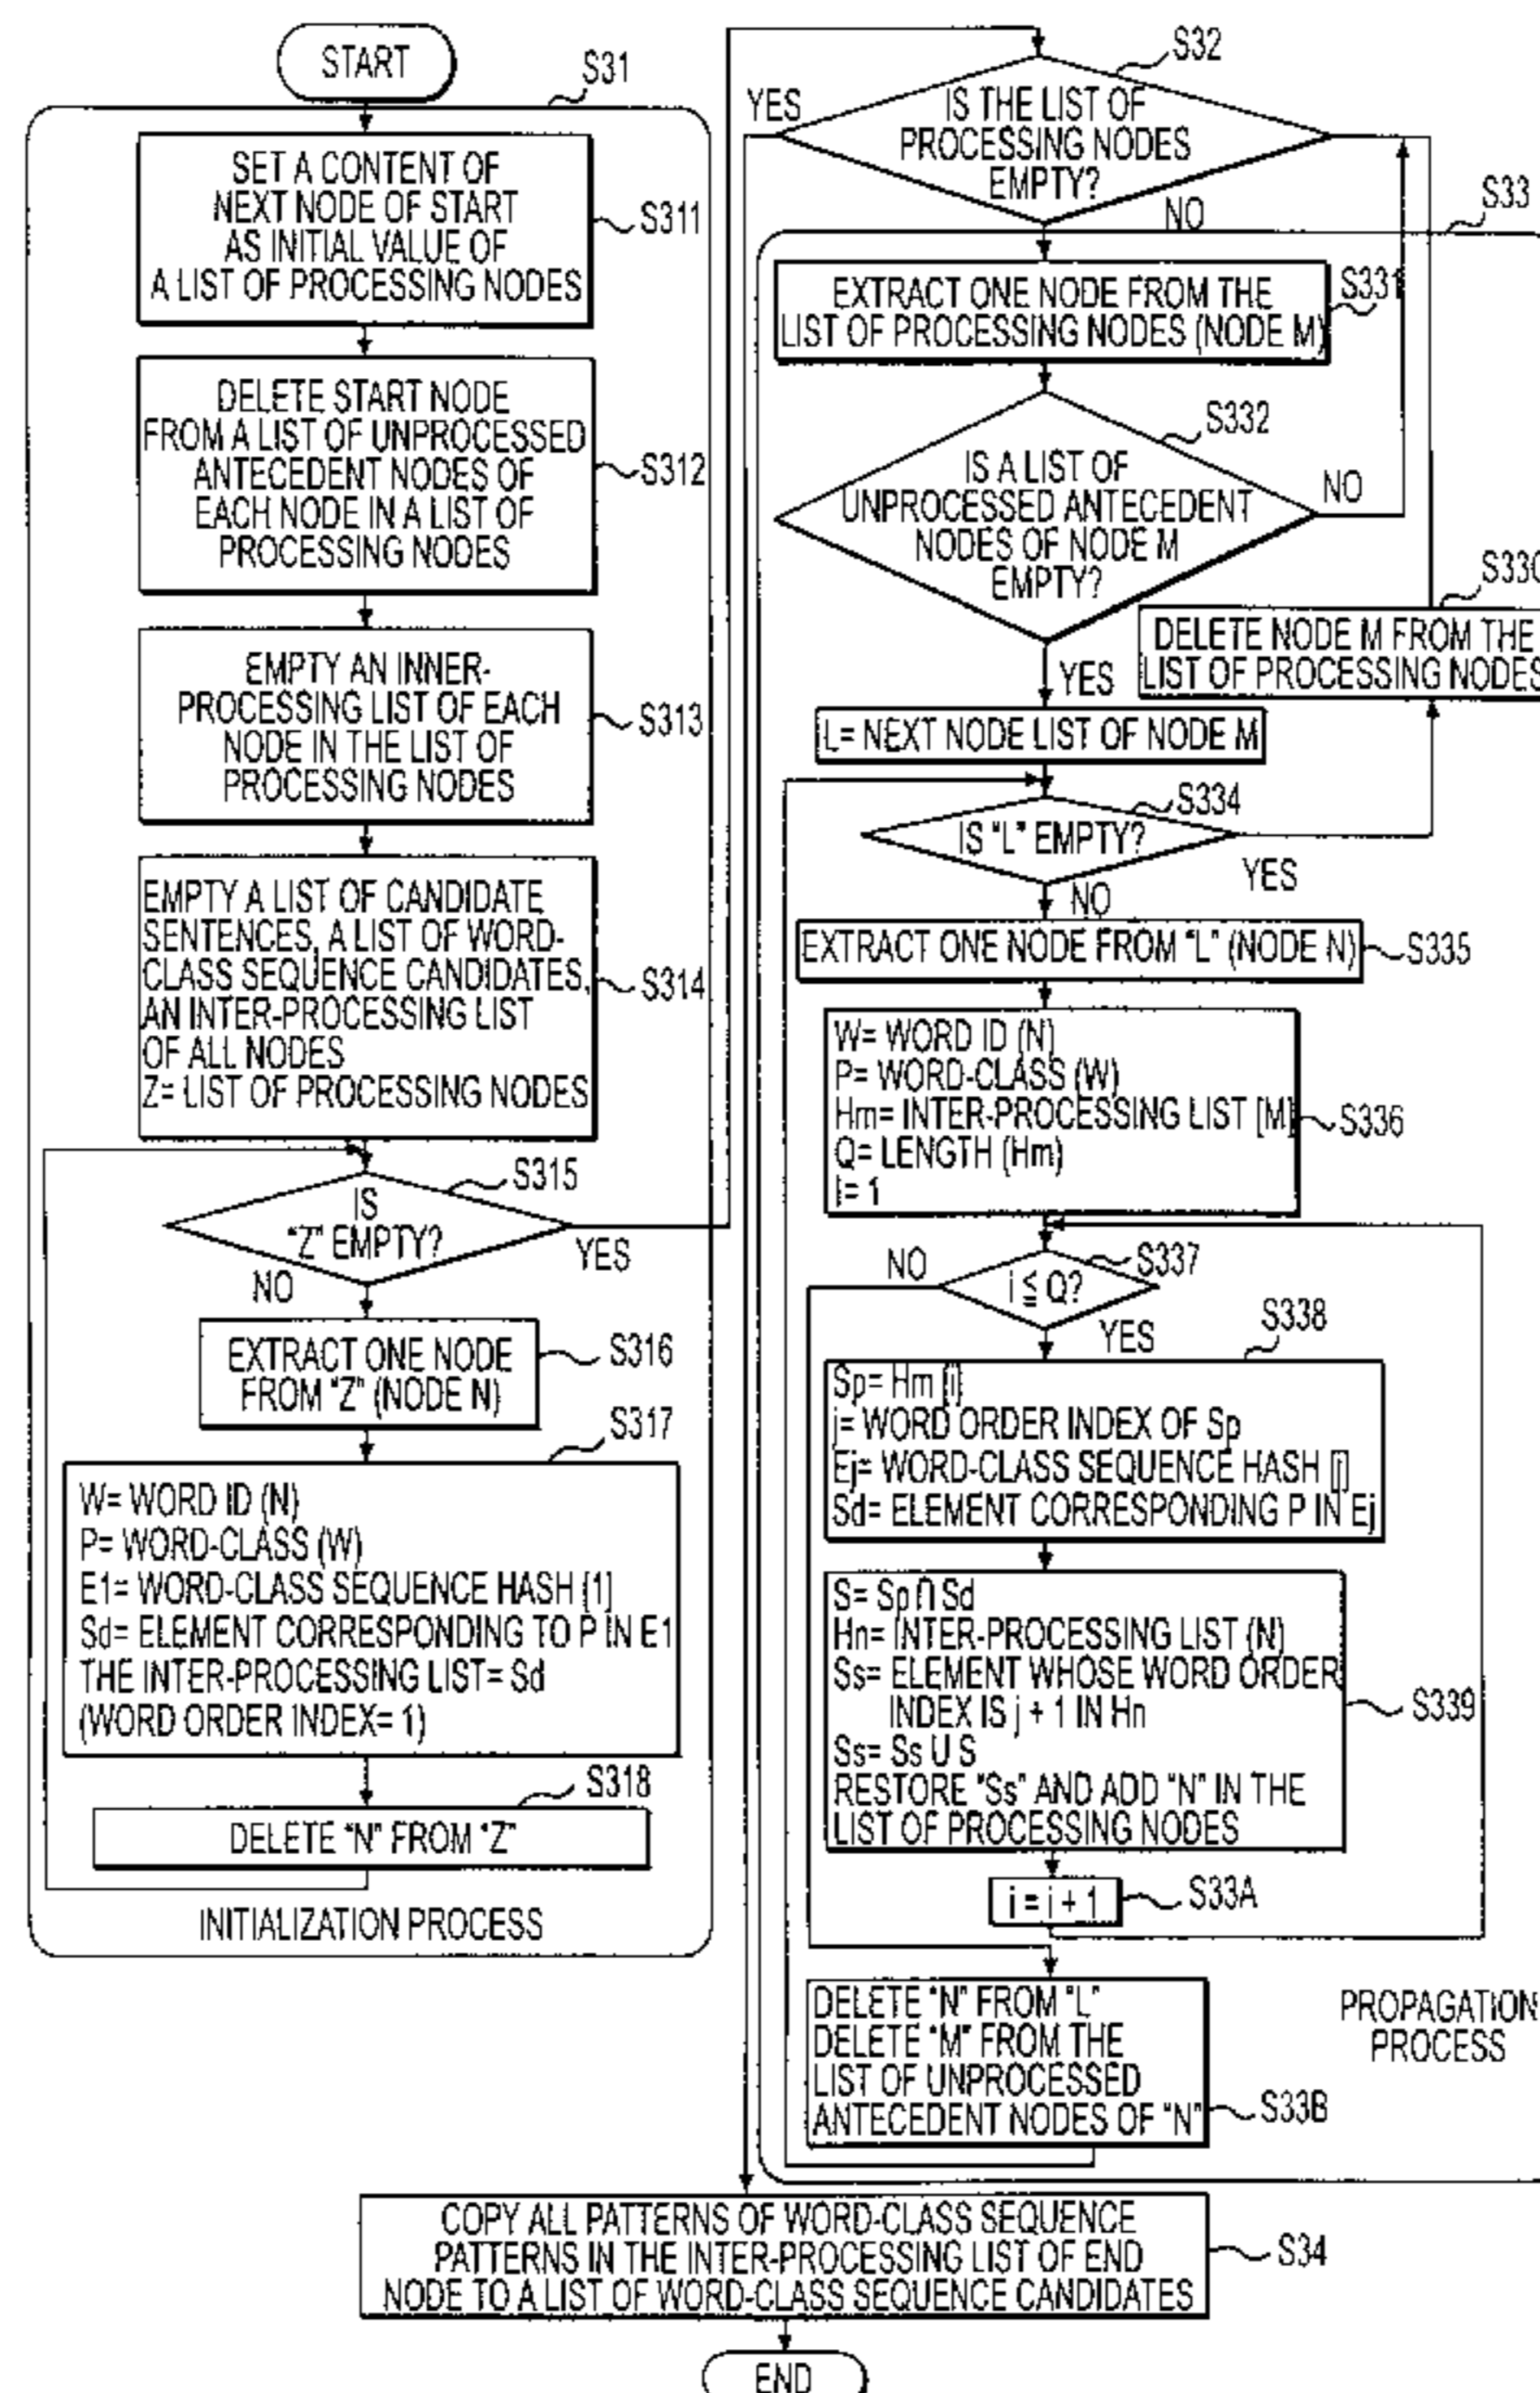 START
S31
SET A CONTENT OF
NEXT NODE OF START
AS INITIAL VALUE OF
A LIST OF PROCESSING NODES
S311
DELETE START NODE
FROM A LIST OF UNPROCESSED
ANTECEDENT NODES OF
EACH NODE IN A LIST OF
PROCESSING NODES
S312
EMPTY AN INNER-
PROCESSING LIST OF EACH
NODE IN THE LIST OF
PROCESSING NODES
S313
EMPTY A LIST OF CANDIDATE
SENTENCES, A LIST OF WORD-
CLASS SEQUENCE CANDIDATES,
AN INTER-PROCESSING LIST
OF ALL NODES
Z= LIST OF PROCESSING NODES
S314
S315
IS
"Z" EMPTY?
YES
NO
EXTRACT ONE NODE
FROM "Z" (NODE N)
S316
S317
W= WORD ID (N)
P= WORD-CLASS (W)
E1= WORD-CLASS SEQUENCE HASH [1]
Sd= ELEMENT CORRESPONDING TO P IN E1
THE INTER-PROCESSING LIST= Sd
(WORD ORDER INDEX= 1)
S318
DELETE "N" FROM "Z"
INITIALIZATION PROCESS
S32
YES
IS THE LIST OF
PROCESSING NODES
EMPTY?
NO
S33
EXTRACT ONE NODE FROM THE
LIST OF PROCESSING NODES (NODE M)
S331
S332
IS A LIST OF
UNPROCESSED ANTECEDENT
NODES OF NODE M
EMPTY?
NO
YES
S330
DELETE NODE M FROM THE
LIST OF PROCESSING NODES
L= NEXT NODE LIST OF NODE M
S334
IS "L" EMPTY?
YES
NO
EXTRACT ONE NODE FROM "L" (NODE N)
S335
W= WORD ID (N)
P= WORD-CLASS (W)
Hm= INTER-PROCESSING LIST [M]
Q= LENGTH (Hm)
i= 1
S336
NO
S337
i ≦ Q?
YES
S338
Sp= Hm [i]
j= WORD ORDER INDEX OF Sp
Ej= WORD-CLASS SEQUENCE HASH [j]
Sd= ELEMENT CORRESPONDING P IN Ej
S= Sp ∩ Sd
Hn= INTER-PROCESSING LIST (N)
Ss= ELEMENT WHOSE WORD ORDER
INDEX IS j + 1 IN Hn
Ss= Ss U S
RESTORE "Ss" AND ADD "N" IN THE
LIST OF PROCESSING NODES
S339
i = i + 1
S33A
DELETE "N" FROM "L"
DELETE "M" FROM THE
LIST OF UNPROCESSED
ANTECEDENT NODES OF "N"
S33B
PROPAGATION
PROCESS
COPY ALL PATTERNS OF WORD-CLASS SEQUENCE
PATTERNS IN THE INTER-PROCESSING LIST OF END
NODE TO A LIST OF WORD-CLASS SEQUENCE CANDIDATES
S34
END